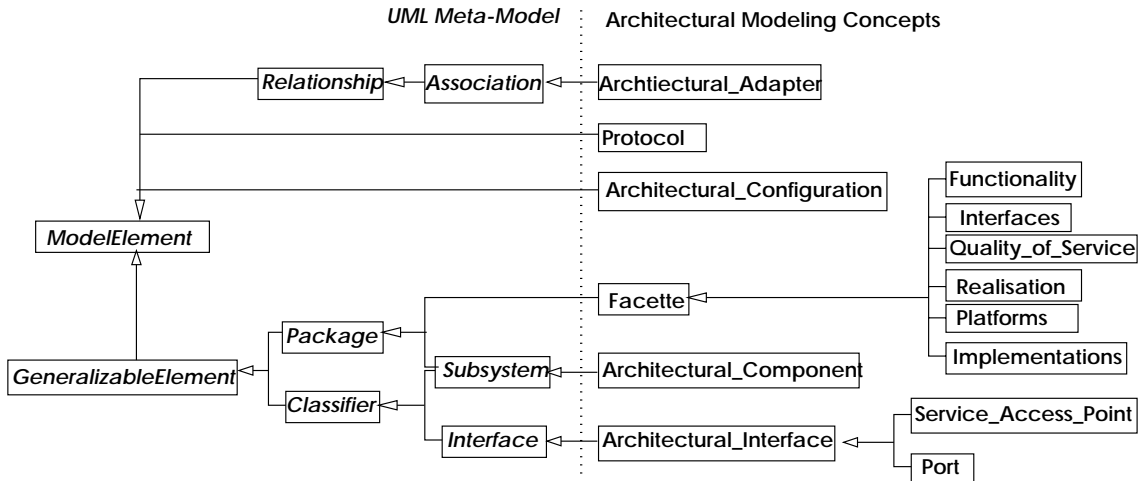 UML Meta-Model
Architectural Modeling Concepts
Relationship
Association
Archtiectural_Adapter
Protocol
Architectural_Configuration
Functionality
Interfaces
Quality_of_Service
Realisation
Platforms
Implementations
ModelElement
Facette
Package
GeneralizableElement
Subsystem
Architectural_Component
Classifier
Interface
Architectural_Interface
Service_Access_Point
Port